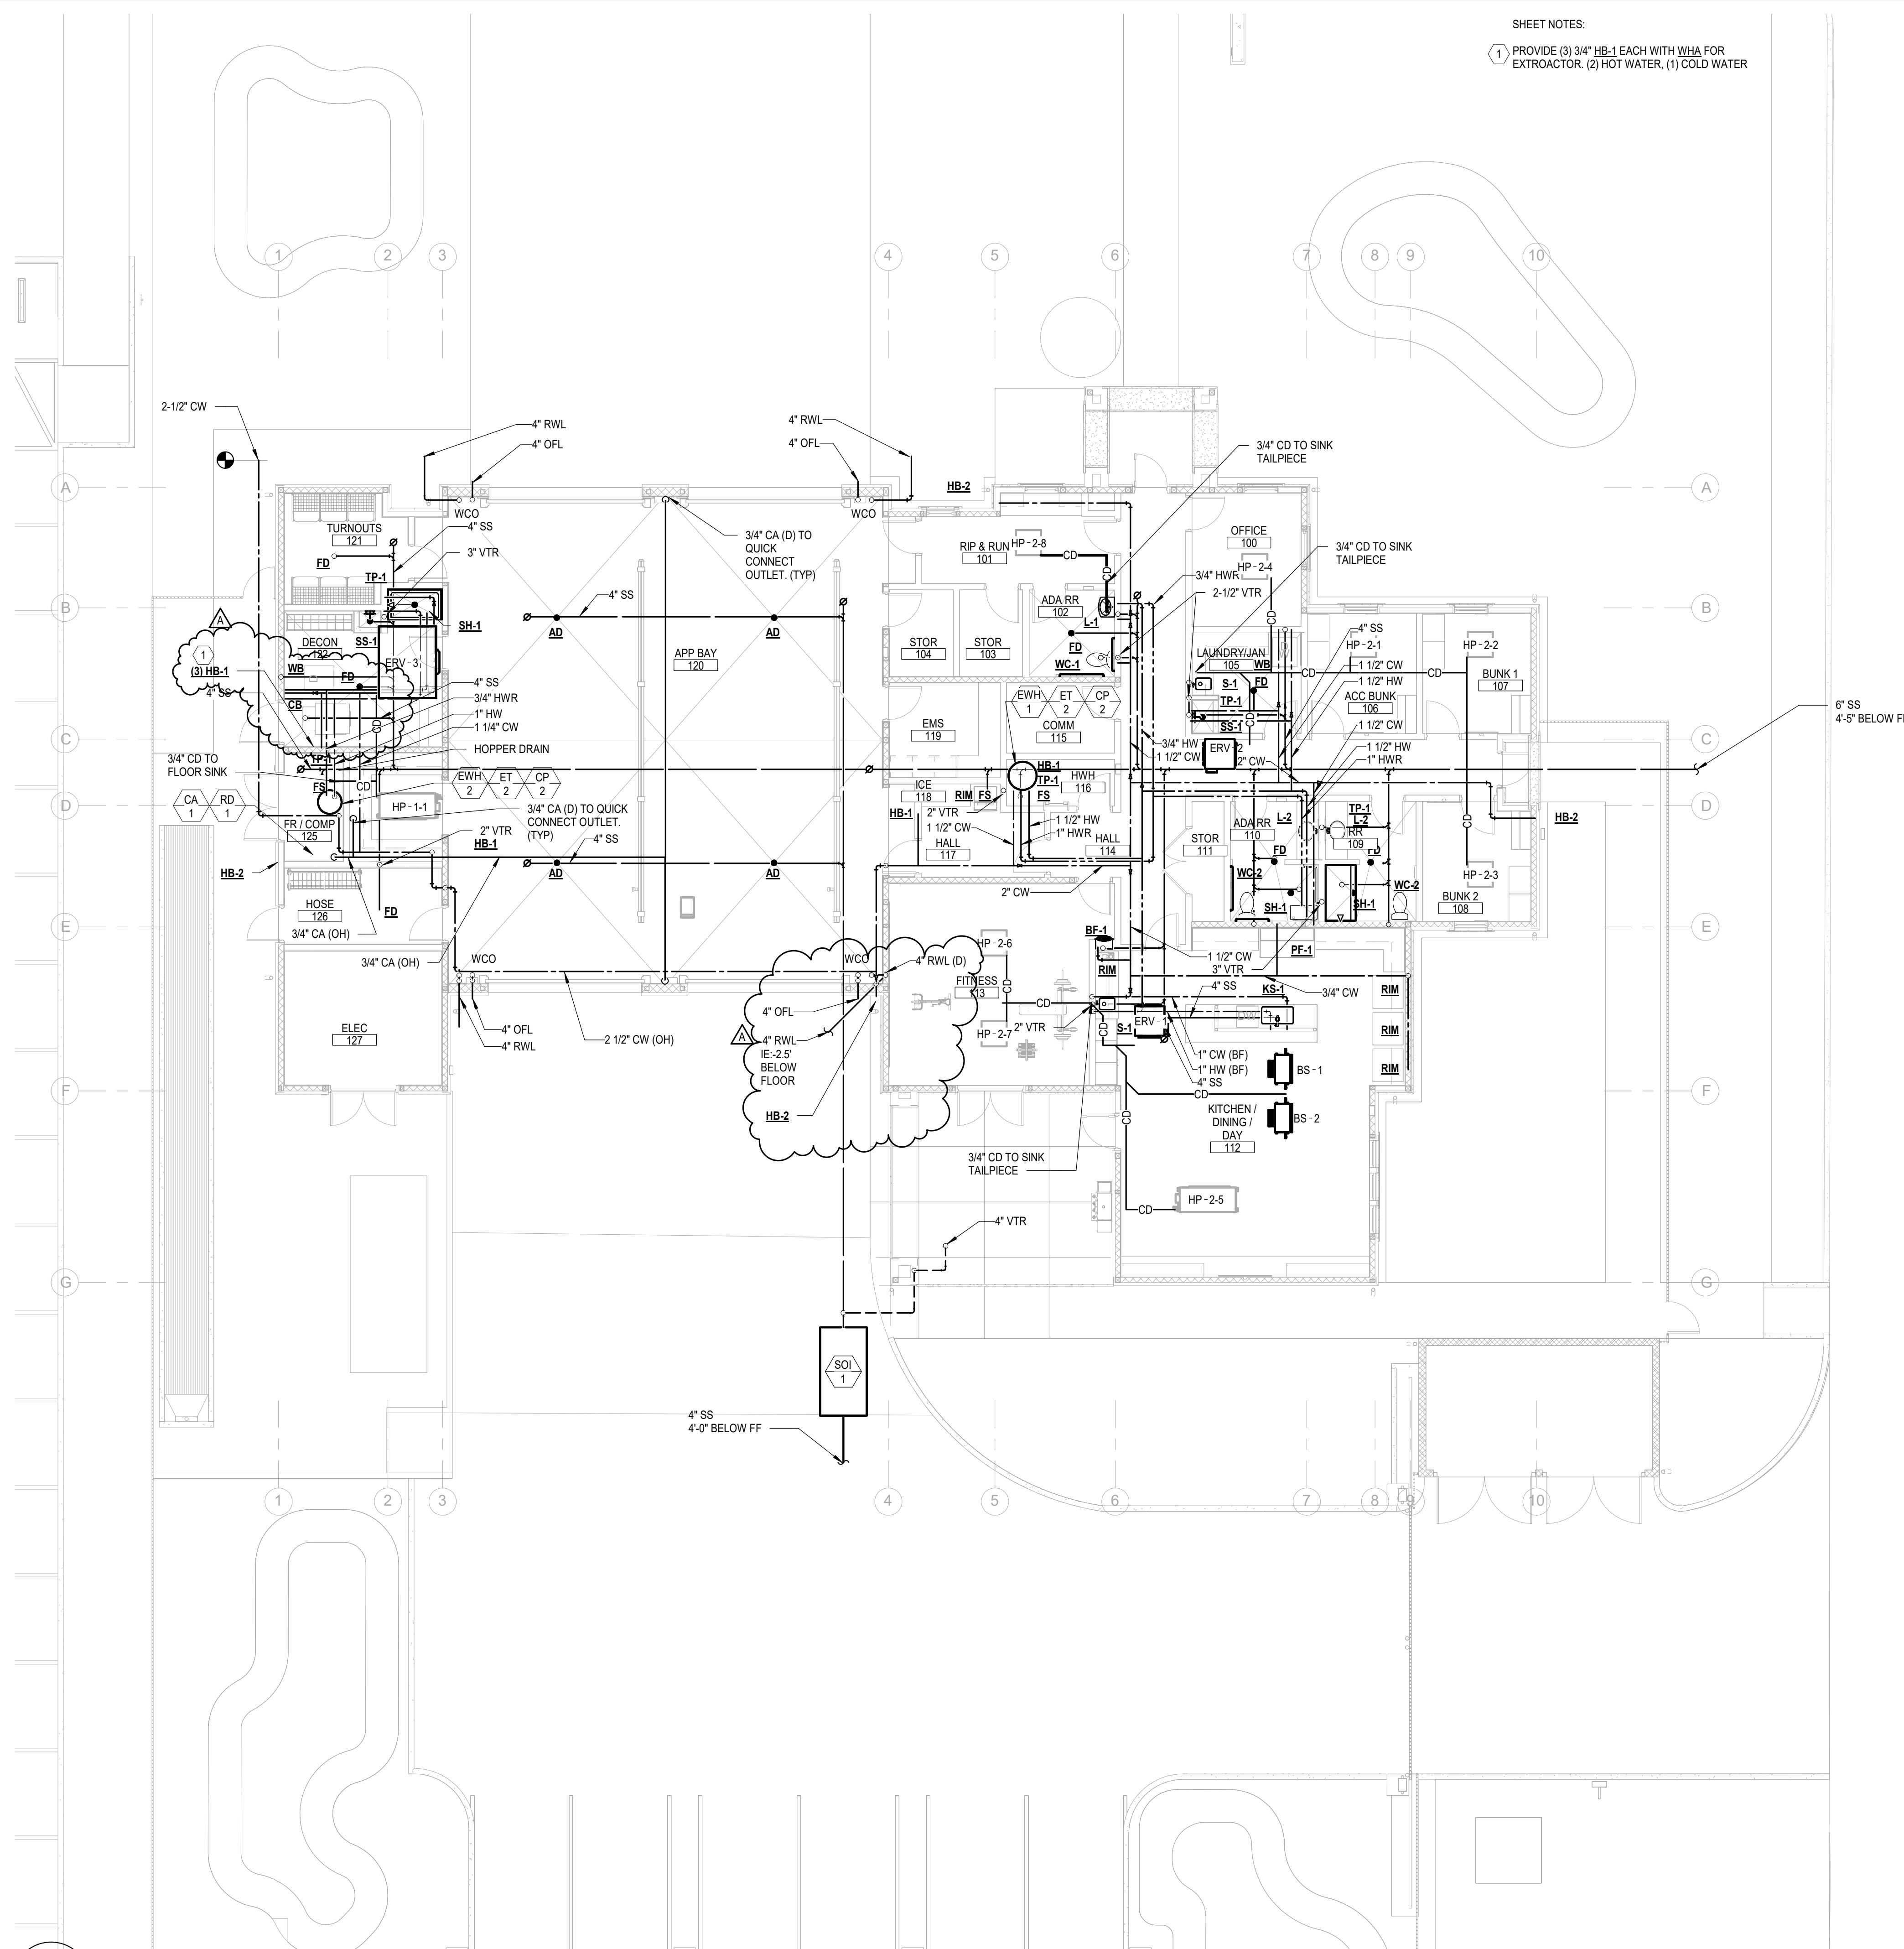 SHEET NOTES:
1 PROVIDE (3) 3/4" HB-1 EACH WITH WHA FOR
EXTROACTOR. (2) HOT WATER, (1) COLD WATER
1 2 3 4 5 6 7 8 9 10
2-1/2" CW
4" RWL
4" OFL
4" RWL
4" OFL
3/4" CD TO SINK
TAILPIECE
A
A
HB-2
WCO
WCO
TURNOUTS
121
4" SS
3" VTR
FD
TP-1
3/4" CA (D) TO
QUICK
CONNECT
OUTLET. (TYP)
RIP & RUN
101
HP-2-8
CD
CD
OFFICE
100
HP-2-4
3/4" CD TO SINK
TAILPIECE
3/4" HWR
2-1/2" VTR
B
B
A
1
(3) HB-1
4" SS
DECON
WB
FD
SS-1
ERV-3
SH-1
CB
4" SS
AD
AD
APP BAY
120
STOR
104
STOR
103
ADA RR
102
L-1
FD
WC-1
CD
LAUNDRY/JAN
105
WB
S-1
FD
TP-1
SS-1
CD
CD
HP-2-1
4" SS
1 1/2" CW
1 1/2" HW
ACC BUNK
106
1 1/2" CW
HP-2-2
CD
BUNK 1
107
4" SS
3/4" HWR
1" HW
1 1/4" CW
HOPPER DRAIN
CD
EMS
119
EWH
1
ET
2
CP
2
COMM
115
3/4" HW
1 1/2" CW
1 1/2" HW
1" HWR
2" CW
6" SS
C
C
3/4" CD TO
FLOOR SINK
FS
CD
EWH
2
ET
2
CP
2
HP-1-1
CA
1
RD
1
FR / COMP
125
3/4" CA (D) TO QUICK
CONNECT OUTLET.
(TYP)
2" VTR
HB-1
4" SS
AD
AD
HB-1
TP-1
HWH
116
ICE
118
RIM
FS
FS
2" VTR
HB-1
1 1/2" CW
1 1/2" HW
1" HWR
HALL
117
HALL
114
2" CW
D
D
STOR
111
ADA RR
110
L-2
FD
TP-1
L-2
RR
109
WC-2
SH-1
SH-1
WC-2
CD
HP-2-3
BUNK 2
108
HB-2
HB-2
HOSE
126
FD
3/4" CA (OH)
3/4" CA (OH)
E
E
WCO
WCO
4" RWL (D)
BF-1
RIM
1 1/2" CW
3" VTR
PF-1
4" SS
KS-1
3/4" CW
RIM
RIM
RIM
HP-2-6
CD
FITNESS
HP-2-7
CD
2" VTR
CD
S-1
ERV-1
4" OFL
4" RWL
2 1/2" CW (OH)
ELEC
127
4" OFL
A
4" RWL
IE:-2.5'
BELOW
FLOOR
HB-2
1" CW (BF)
1" HW (BF)
4" SS
BS-1
BS-2
F
F
CD
CD
KITCHEN /
DINING /
DAY
112
3/4" CD TO SINK
TAILPIECE
CD
HP-2-5
4" VTR
G
G
SOI
1
4" SS
4'-0" BELOW FF
1 2 3 4 5 6 7 8 9 10